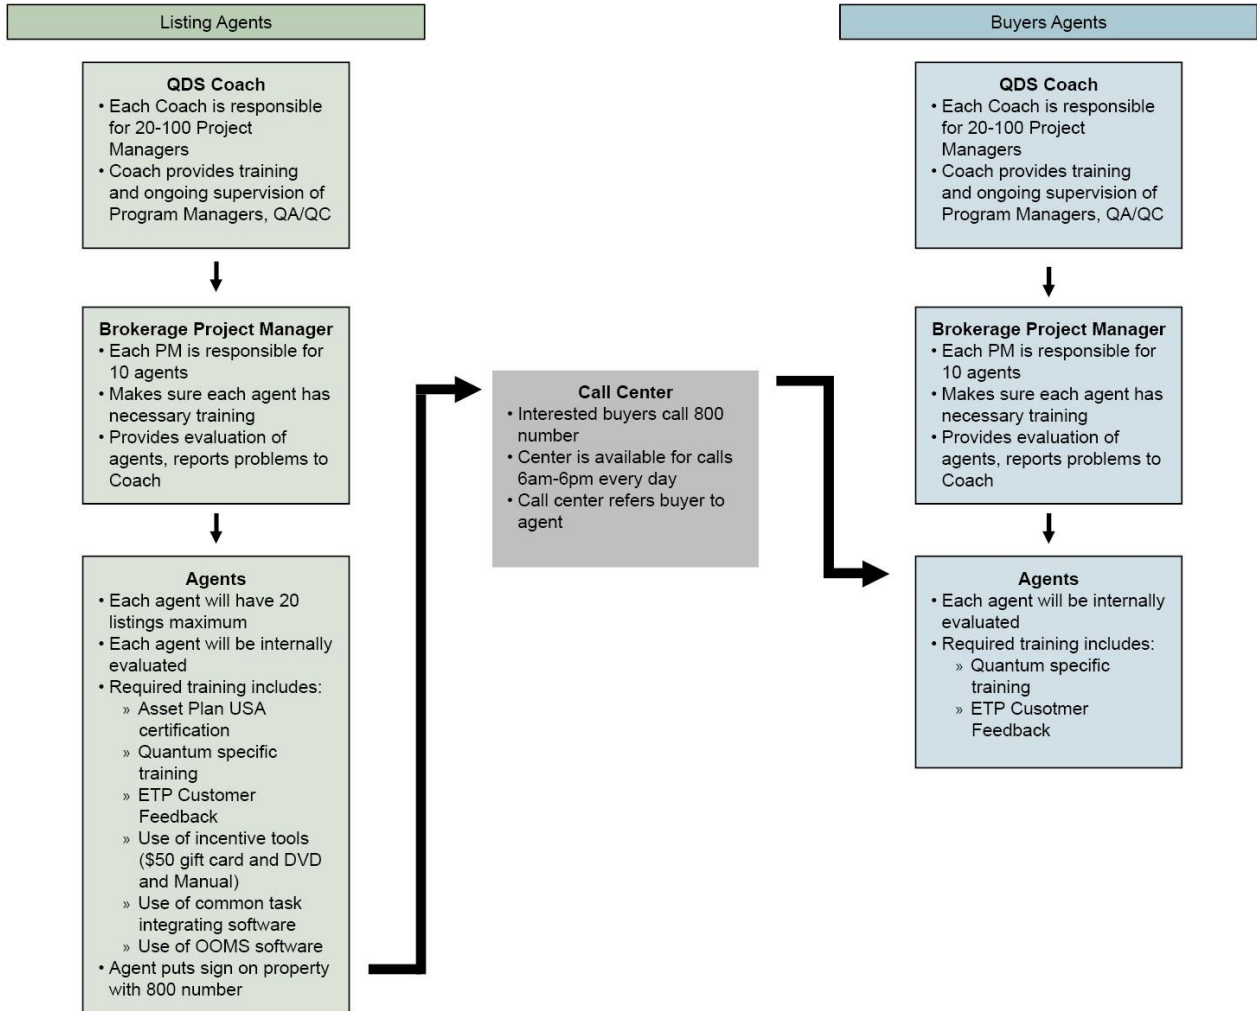 Listing Agents
QDS Coach
• Each Coach is responsible
for 20-100 Project
Managers
• Coach provides training
and ongoing supervision of
Program Managers, QA/QC
Brokerage Project Manager
• Each PM is responsible for
10 agents
• Makes sure each agent has
necessary training
• Provides evaluation of
agents, reports problems to
Coach
Agents
• Each agent will have 20
listings maximum
• Each agent will be internally
evaluated
• Required training includes:
» Asset Plan USA
certification
» Quantum specific
training
» ETP Customer
Feedback
» Use of incentive tools
($50 gift card and DVD
and Manual)
» Use of common task
integrating software
» Use of OOMS software
• Agent puts sign on property
with 800 number
Call Center
• Interested buyers call 800
number
• Center is available for calls
6am-6pm every day
• Call center refers buyer to
agent
Buyers Agents
QDS Coach
• Each Coach is responsible
for 20-100 Project
Managers
• Coach provides training
and ongoing supervision of
Program Managers, QA/QC
Brokerage Project Manager
• Each PM is responsible for
10 agents
• Makes sure each agent has
necessary training
• Provides evaluation of
agents, reports problems to
Coach
Agents
• Each agent will be internally
evaluated
• Required training includes:
» Quantum specific
training
» ETP Cusotmer
Feedback